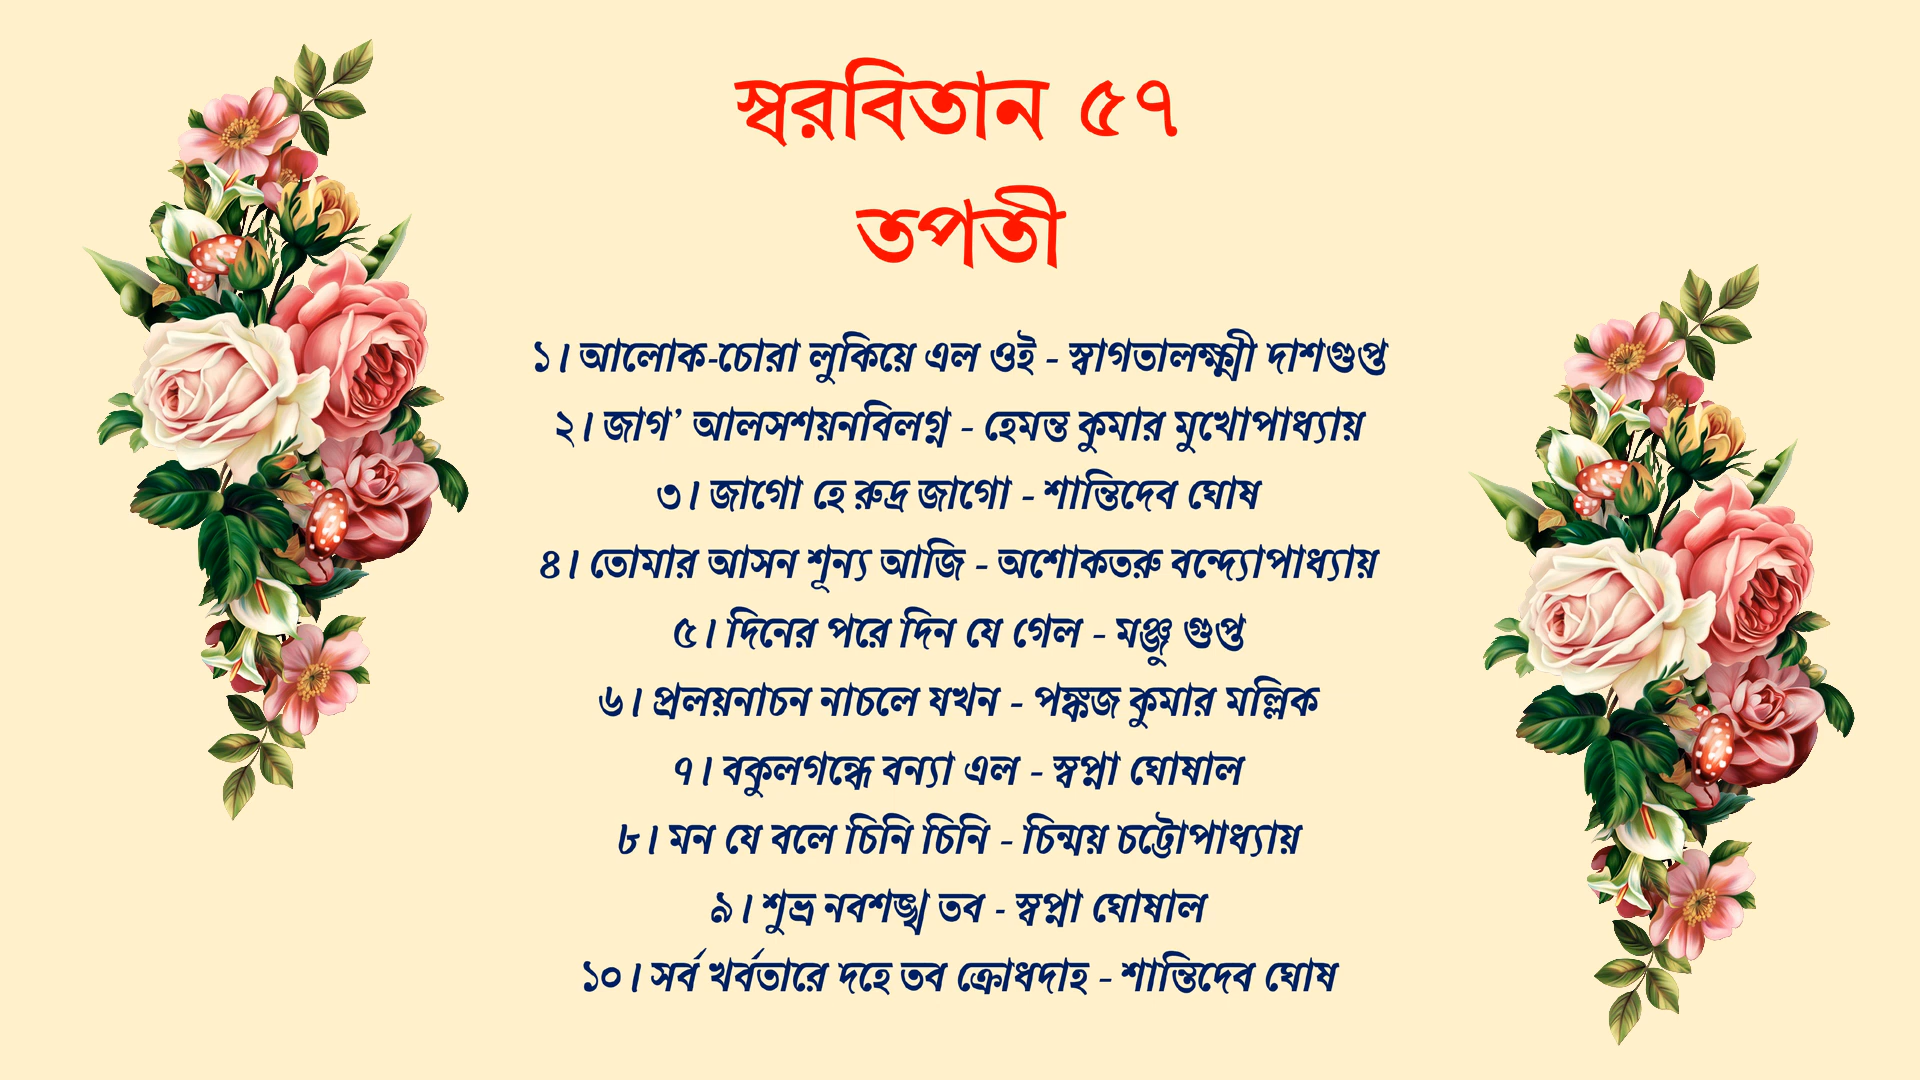 স্বরবিতান ৫৭
তপতী
১। আলোক-চোরা লুকিয়ে এল ওই - স্বাগতালক্ষ্মী দাশগুপ্ত
২। জাগ’ আলসশয়নবিলগ্ন - হেমন্ত কুমার মুখোপাধ্যায়
৩। জাগো হে রুদ্র জাগো - শান্তিদেব ঘোষ
৪। তোমার আসন শূন্য আজি - অশোকতরু বন্দ্যোপাধ্যায়
৫। দিনের পরে দিন যে গেল - মঞ্জু গুপ্ত
৬। প্রলয়নাচন নাচলে যখন - পঙ্কজ কুমার মল্লিক
৭। বকুলগন্ধে বন্যা এল - স্বপ্না ঘোষাল
৮। মন যে বলে চিনি চিনি - চিন্ময় চট্টোপাধ্যায়
৯। শুভ্র নবশঙ্খ তব - স্বপ্না ঘোষাল
১০। সর্ব খর্বতারে দহে তব ক্রোধদাহ - শান্তিদেব ঘোষ